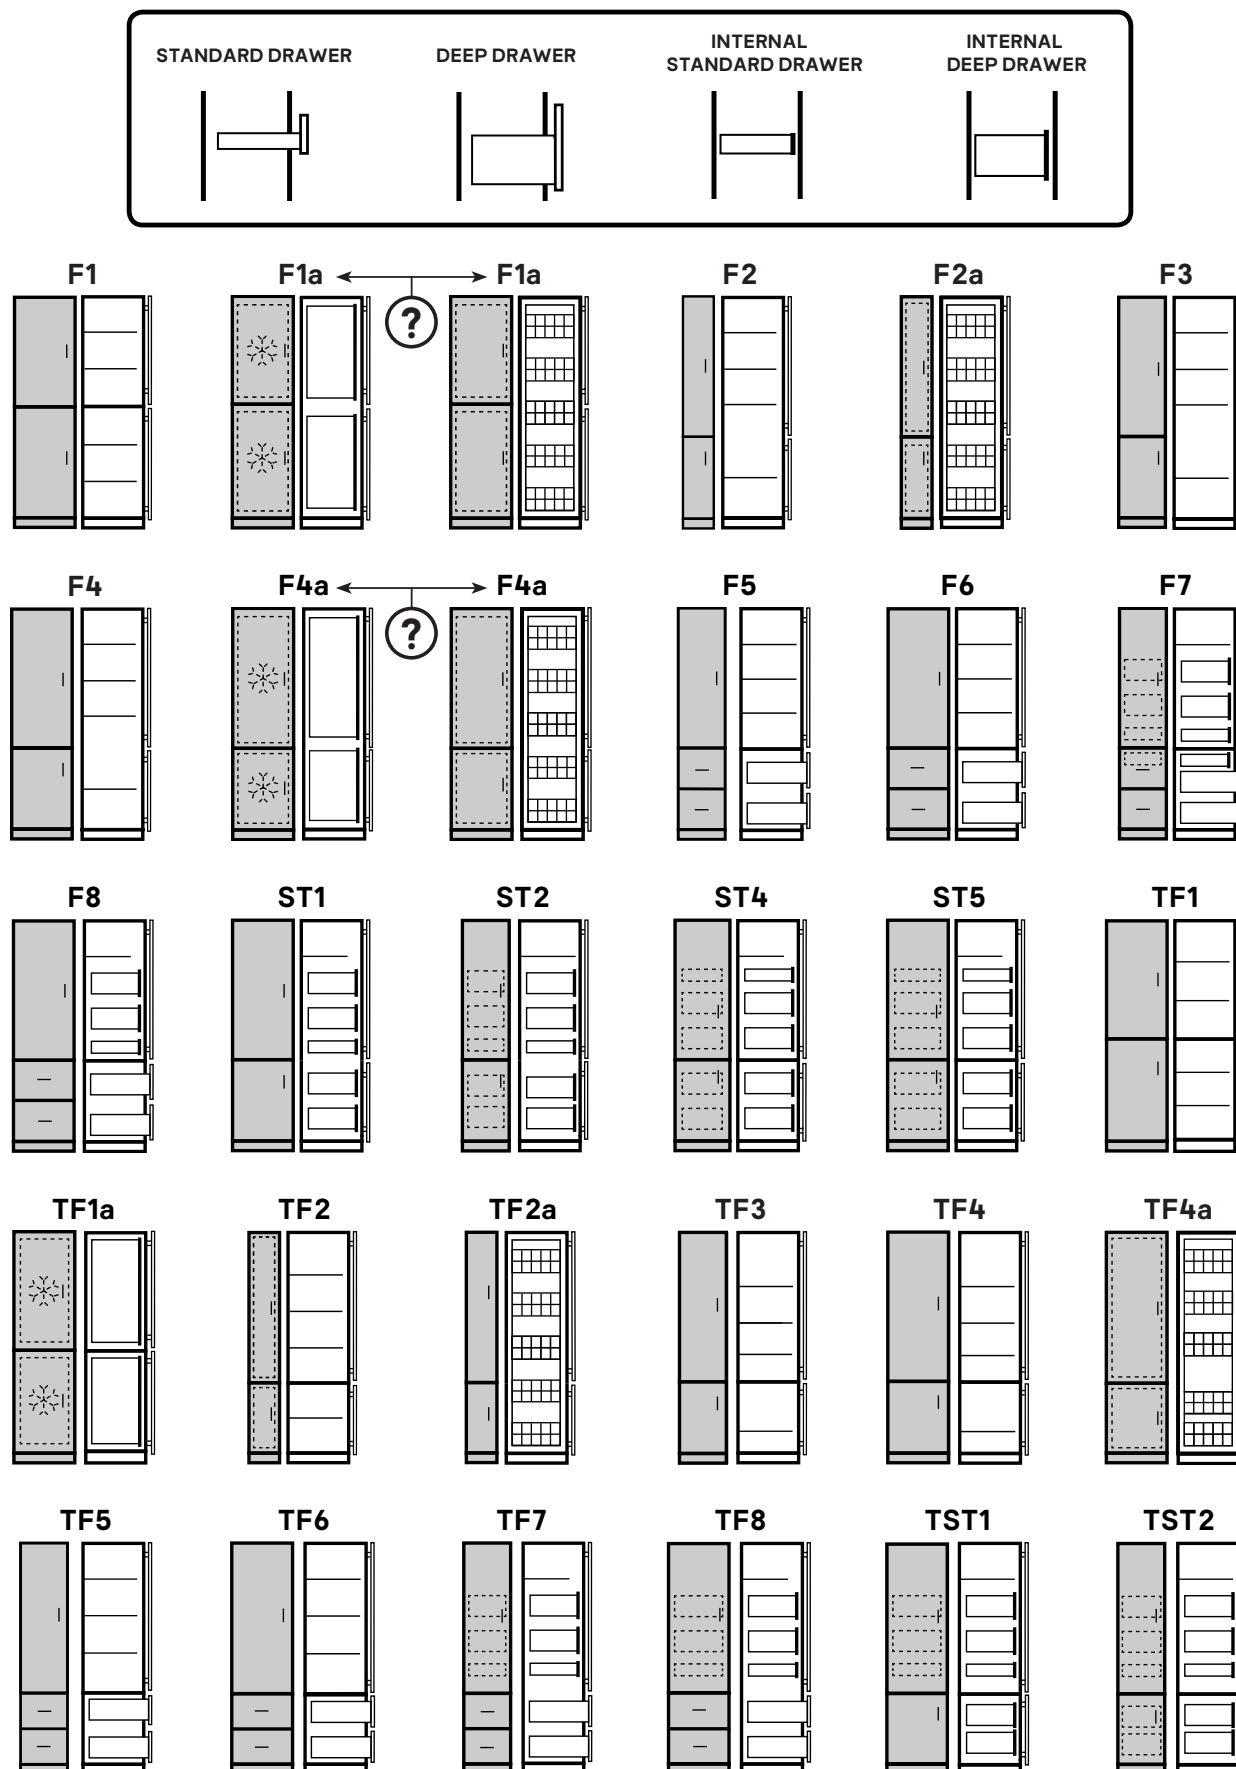 STANDARD DRAWER
DEEP DRAWER
INTERNAL
STANDARD DRAWER
INTERNAL
DEEP DRAWER
F1
F1a
?
F1a
F2
F2a
F3
F4
F4a
?
F4a
F5
F6
F7
F8
ST1
ST2
ST4
ST5
TF1
TF1a
TF2
TF2a
TF3
TF4
TF4a
TF5
TF6
TF7
TF8
TST1
TST2